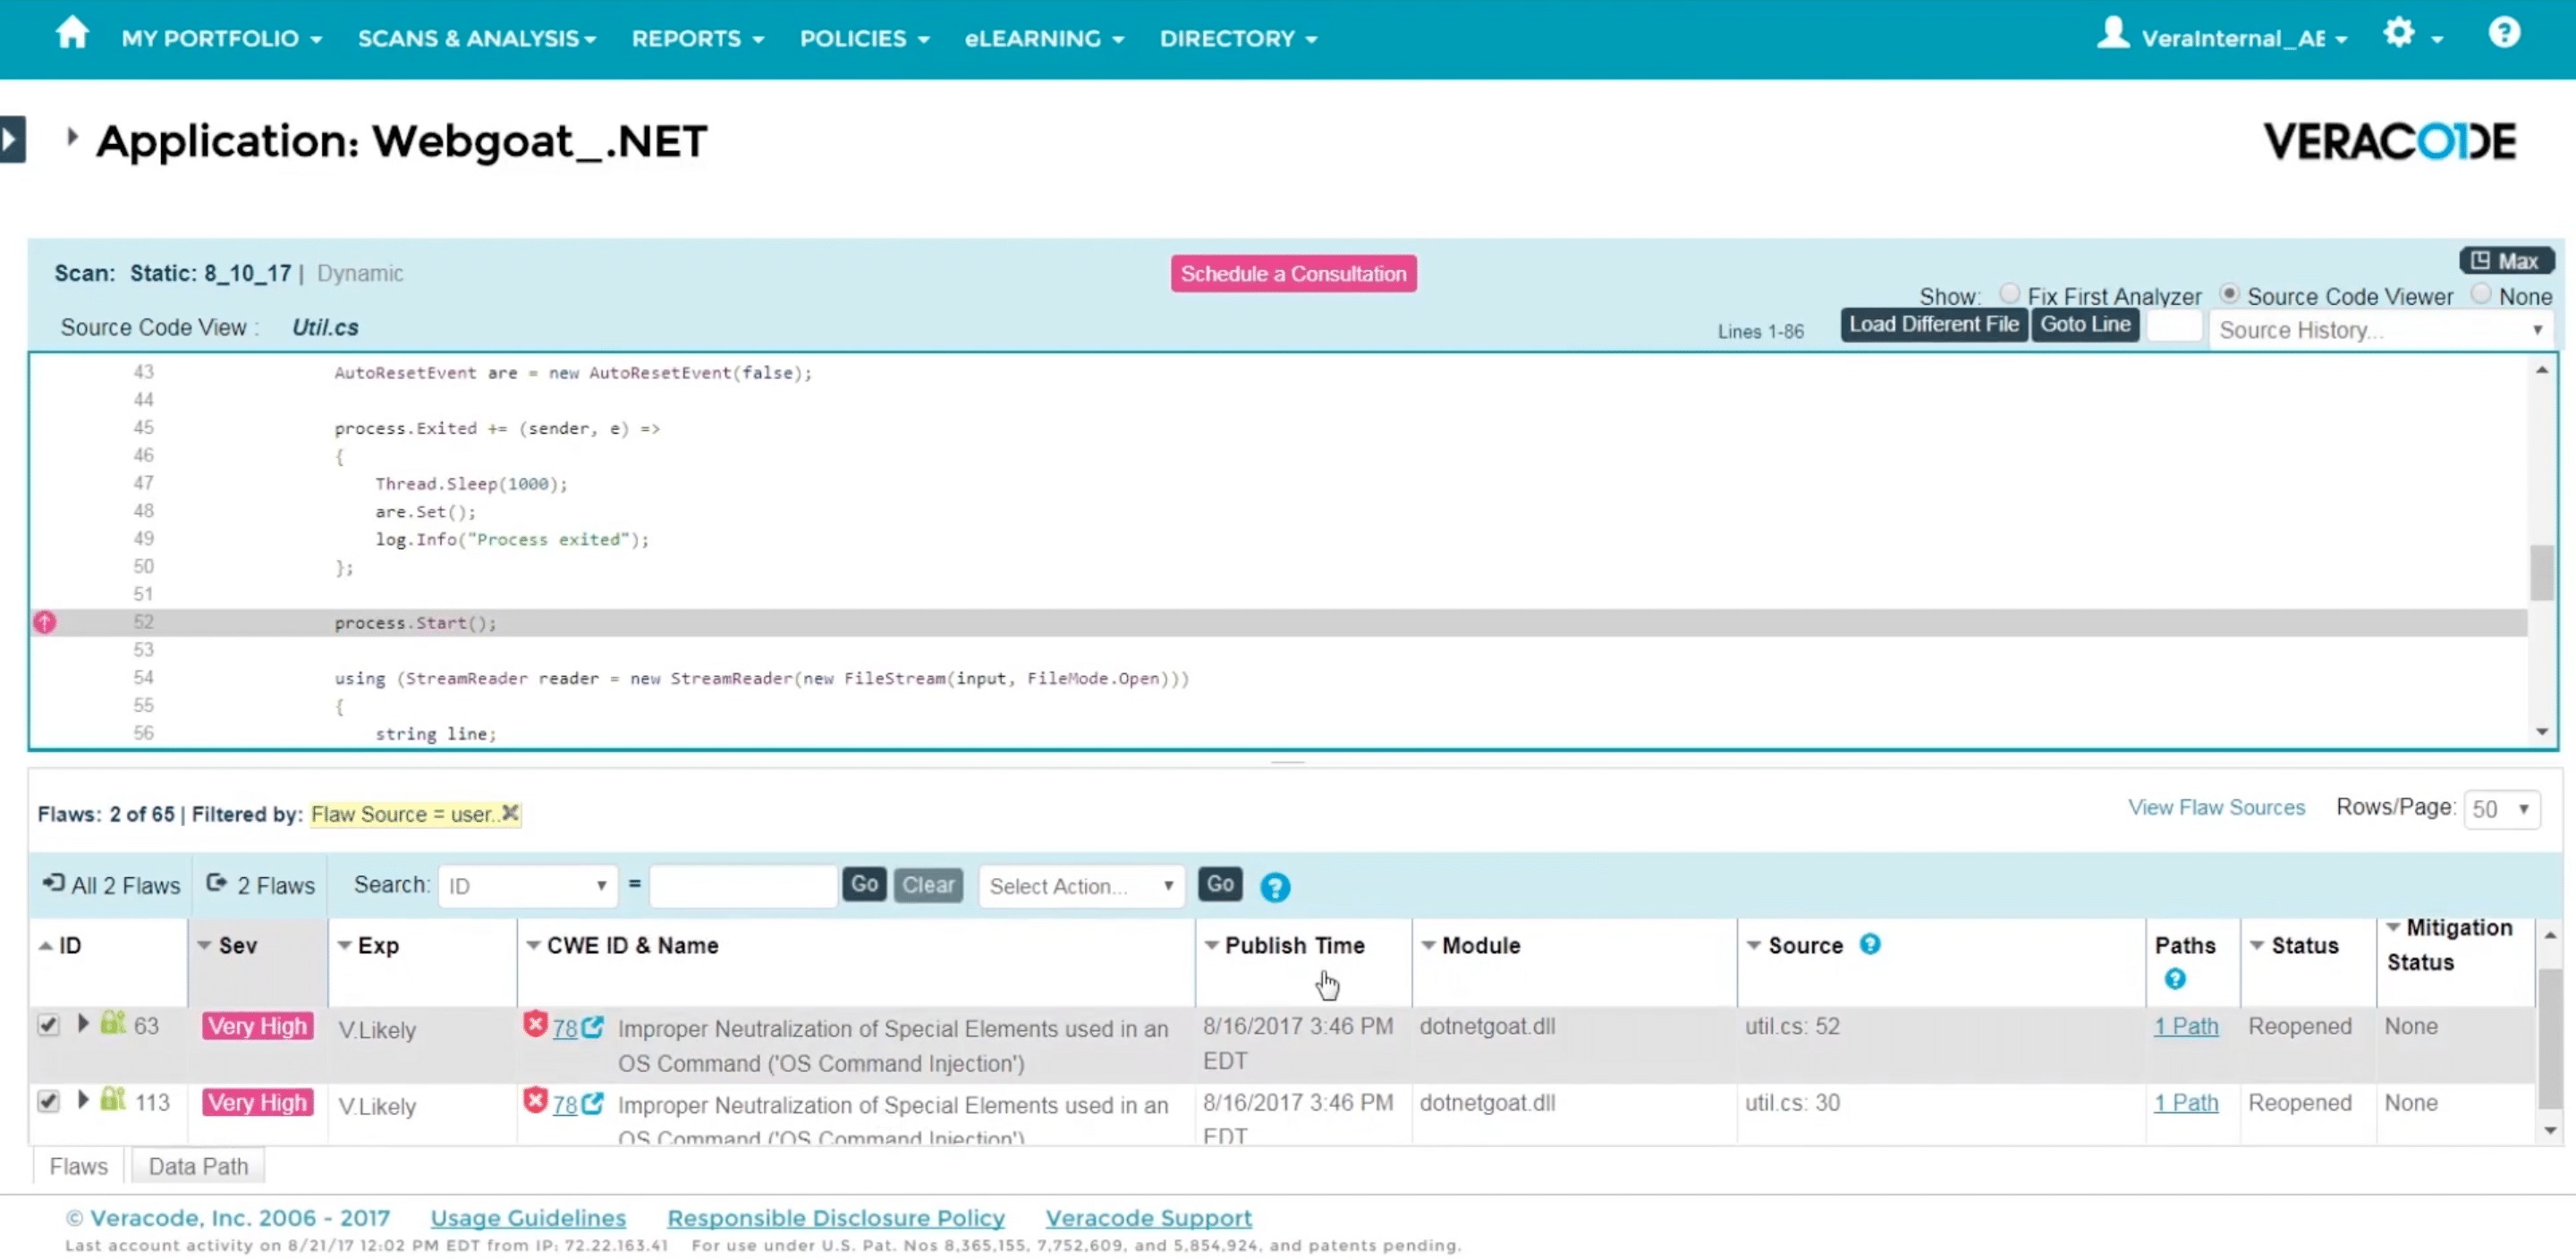 MY PORTFOLIO SCANS & ANALYSIS REPORTS POLICIES eLEARNING DIRECTORY VeraInternal_AE ?
Application: Webgoat_.NET
VERACODE
Scan: Static: 8_10_17 | Dynamic
Schedule a Consultation
Max
Show: Fix First Analyzer Source Code Viewer None
Source Code View : Util.cs
Lines 1-86 Load Different File Goto Line Source History...
43 AutoResetEvent are = new AutoResetEvent(false);
44
45 process.Exited += (sender, e) =>
46 {
47 Thread.Sleep(1000);
48 are.Set();
49 log.Info("Process exited");
50 };
51
52 process.Start();
53
54 using (StreamReader reader = new StreamReader(new FileStream(input, FileMode.Open)))
55 {
56 string line;
Flaws: 2 of 65 | Filtered by: Flaw Source = user..
View Flaw Sources Rows/Page: 50
All 2 Flaws 2 Flaws Search: ID = Go Clear Select Action... Go ?
ID Sev Exp CWE ID & Name Publish Time Module Source ? Paths ? Status Mitigation Status
63 Very High V.Likely 78 Improper Neutralization of Special Elements used in an 8/16/2017 3:46 PM dotnetgoat.dll util.cs: 52 1 Path Reopened None
OS Command ('OS Command Injection') EDT
113 Very High V.Likely 78 Improper Neutralization of Special Elements used in an 8/16/2017 3:46 PM dotnetgoat.dll util.cs: 30 1 Path Reopened None
OS Command ('OS Command Injection') EDT
Flaws Data Path
© Veracode, Inc. 2006 - 2017 Usage Guidelines Responsible Disclosure Policy Veracode Support
Last account activity on 8/21/17 12:02 PM EDT from IP: 72.22.163.41 For use under U.S. Pat. Nos 8,365,155, 7,752,609, and 5,854,924, and patents pending.